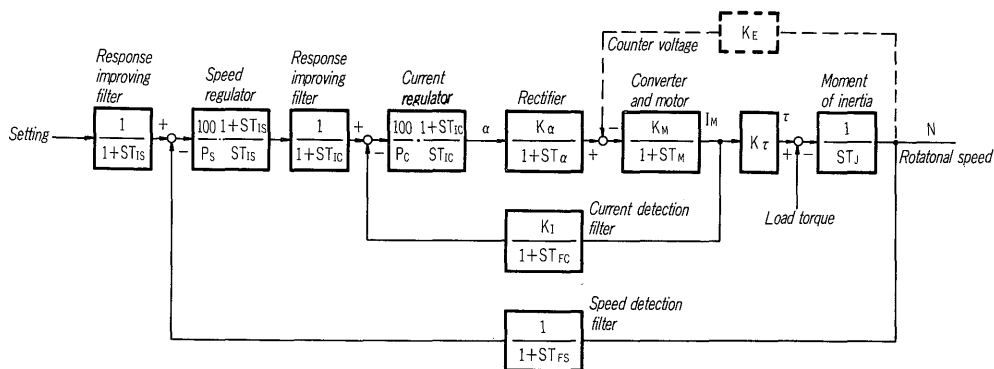 Counter voltage
K_E
Response
improving
filter
Speed
regulator
Response
improving
filter
Current
regulator
Rectifier
Converter
and motor
Moment
of inertia
Setting
1
1+ST_IS
+
−
100/P_S · 1+ST_IS/ST_IS
1
1+ST_IC
+
−
100/P_C · 1+ST_IC/ST_IC
α
K_α
1+ST_α
+
−
K_M
1+ST_M
I_M
K_τ
τ
+
−
1
ST_J
N
Rotatonal speed
Load torque
Current detection
filter
K_I
1+ST_FC
Speed detection
filter
1
1+ST_FS